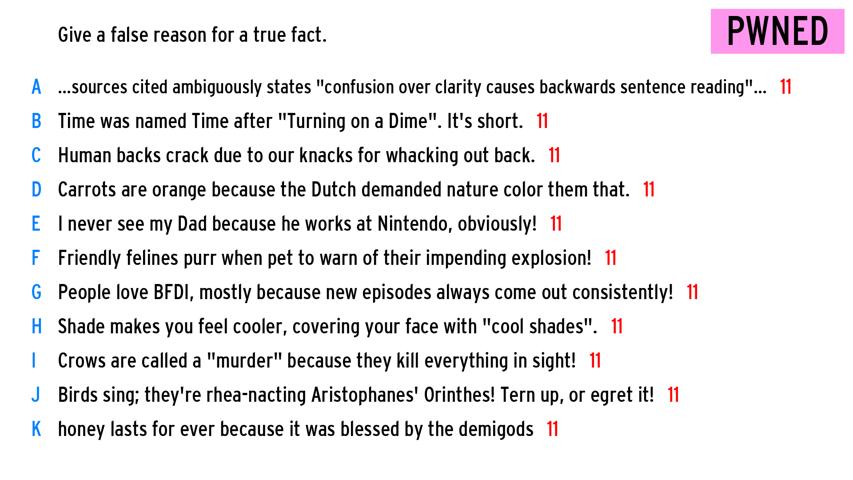 Give a false reason for a true fact.
PWNED
A ...sources cited ambiguously states "confusion over clarity causes backwards sentence reading"... 11
B Time was named Time after "Turning on a Dime". It's short. 11
C Human backs crack due to our knacks for whacking out back. 11
D Carrots are orange because the Dutch demanded nature color them that. 11
E I never see my Dad because he works at Nintendo, obviously! 11
F Friendly felines purr when pet to warn of their impending explosion! 11
G People love BFDI, mostly because new episodes always come out consistently! 11
H Shade makes you feel cooler, covering your face with "cool shades". 11
I Crows are called a "murder" because they kill everything in sight! 11
J Birds sing; they're rhea-nacting Aristophanes' Orinthes! Tern up, or egret it! 11
K honey lasts for ever because it was blessed by the demigods 11